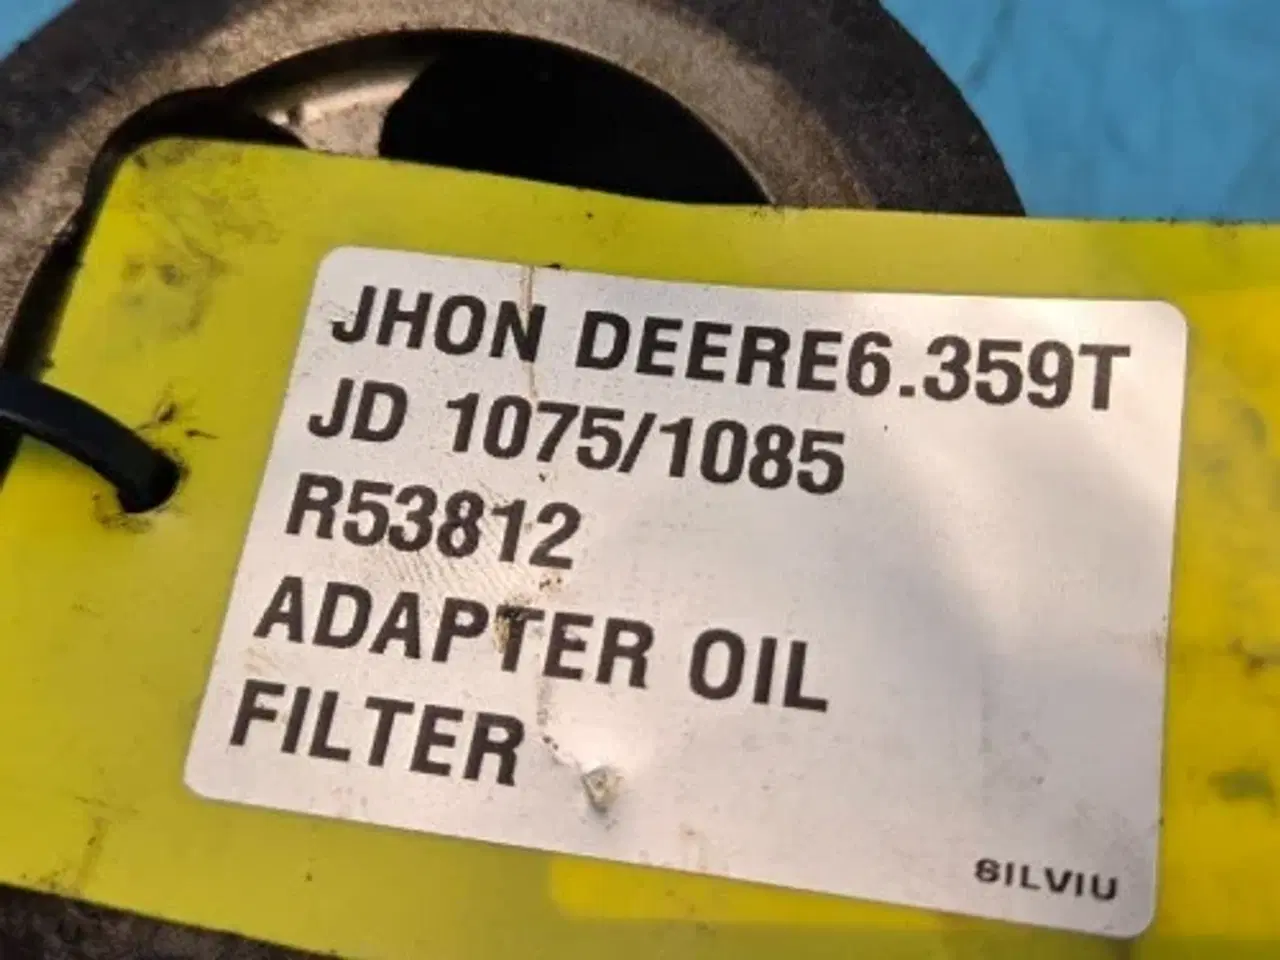 JHON DEERE6.359T
JD 1075/1085
R53812
ADAPTER OIL
FILTER
SILVIU